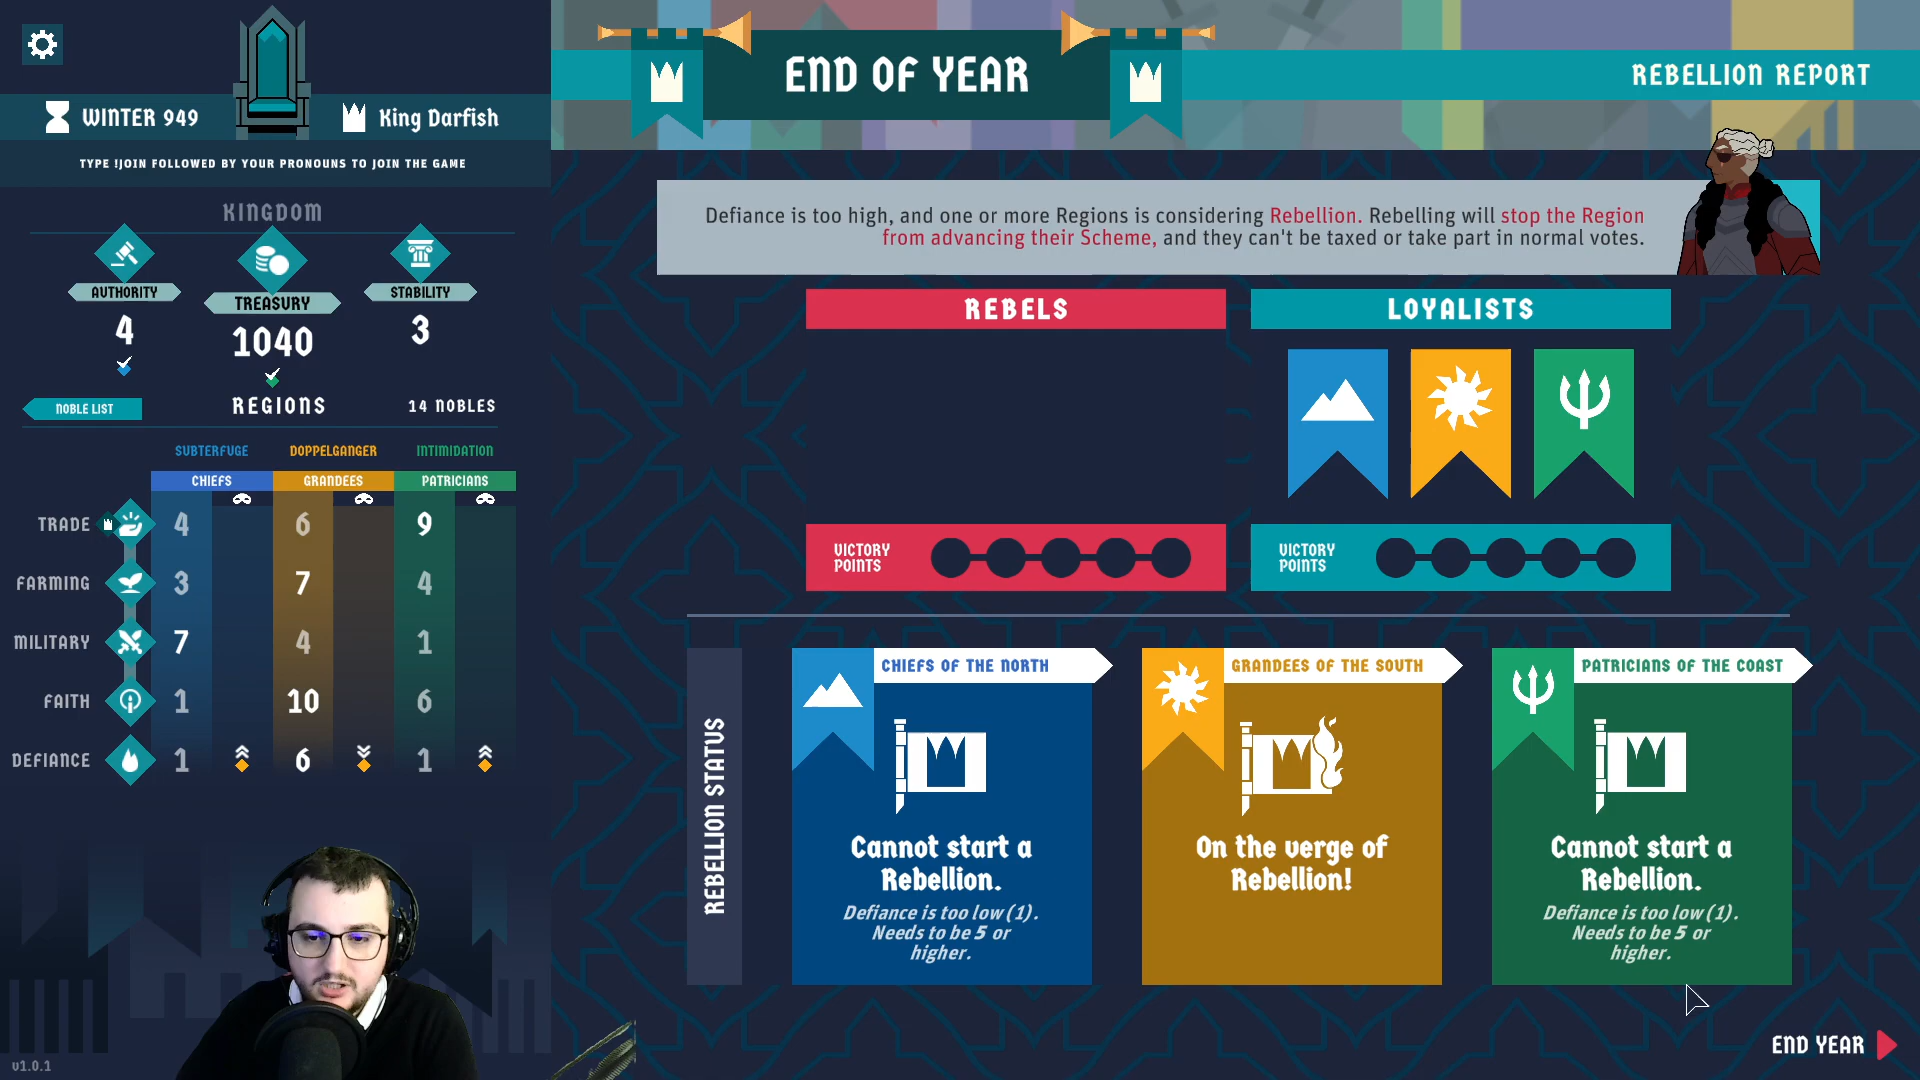 WINTER 949
King Darfish
TYPE !JOIN FOLLOWED BY YOUR PRONOUNS TO JOIN THE GAME
KINGDOM
AUTHORITY
4
TREASURY
1040
STABILITY
3
NOBLE LIST
REGIONS
14 NOBLES
SUBTERFUGE DOPPELGANGER INTIMIDATION
CHIEFS GRANDEES PATRICIANS
TRADE 4 6 9
FARMING 3 7 4
MILITARY 7 4 1
FAITH 1 10 6
DEFIANCE 1 6 1
v1.0.1
END OF YEAR
REBELLION REPORT
Defiance is too high, and one or more Regions is considering Rebellion. Rebelling will stop the Region
from advancing their Scheme, and they can't be taxed or take part in normal votes.
REBELS
LOYALISTS
VICTORY
POINTS
VICTORY
POINTS
REBELLION STATUS
CHIEFS OF THE NORTH
Cannot start a
Rebellion.
Defiance is too low (1).
Needs to be 5 or
higher.
GRANDEES OF THE SOUTH
On the verge of
Rebellion!
PATRICIANS OF THE COAST
Cannot start a
Rebellion.
Defiance is too low (1).
Needs to be 5 or
higher.
END YEAR